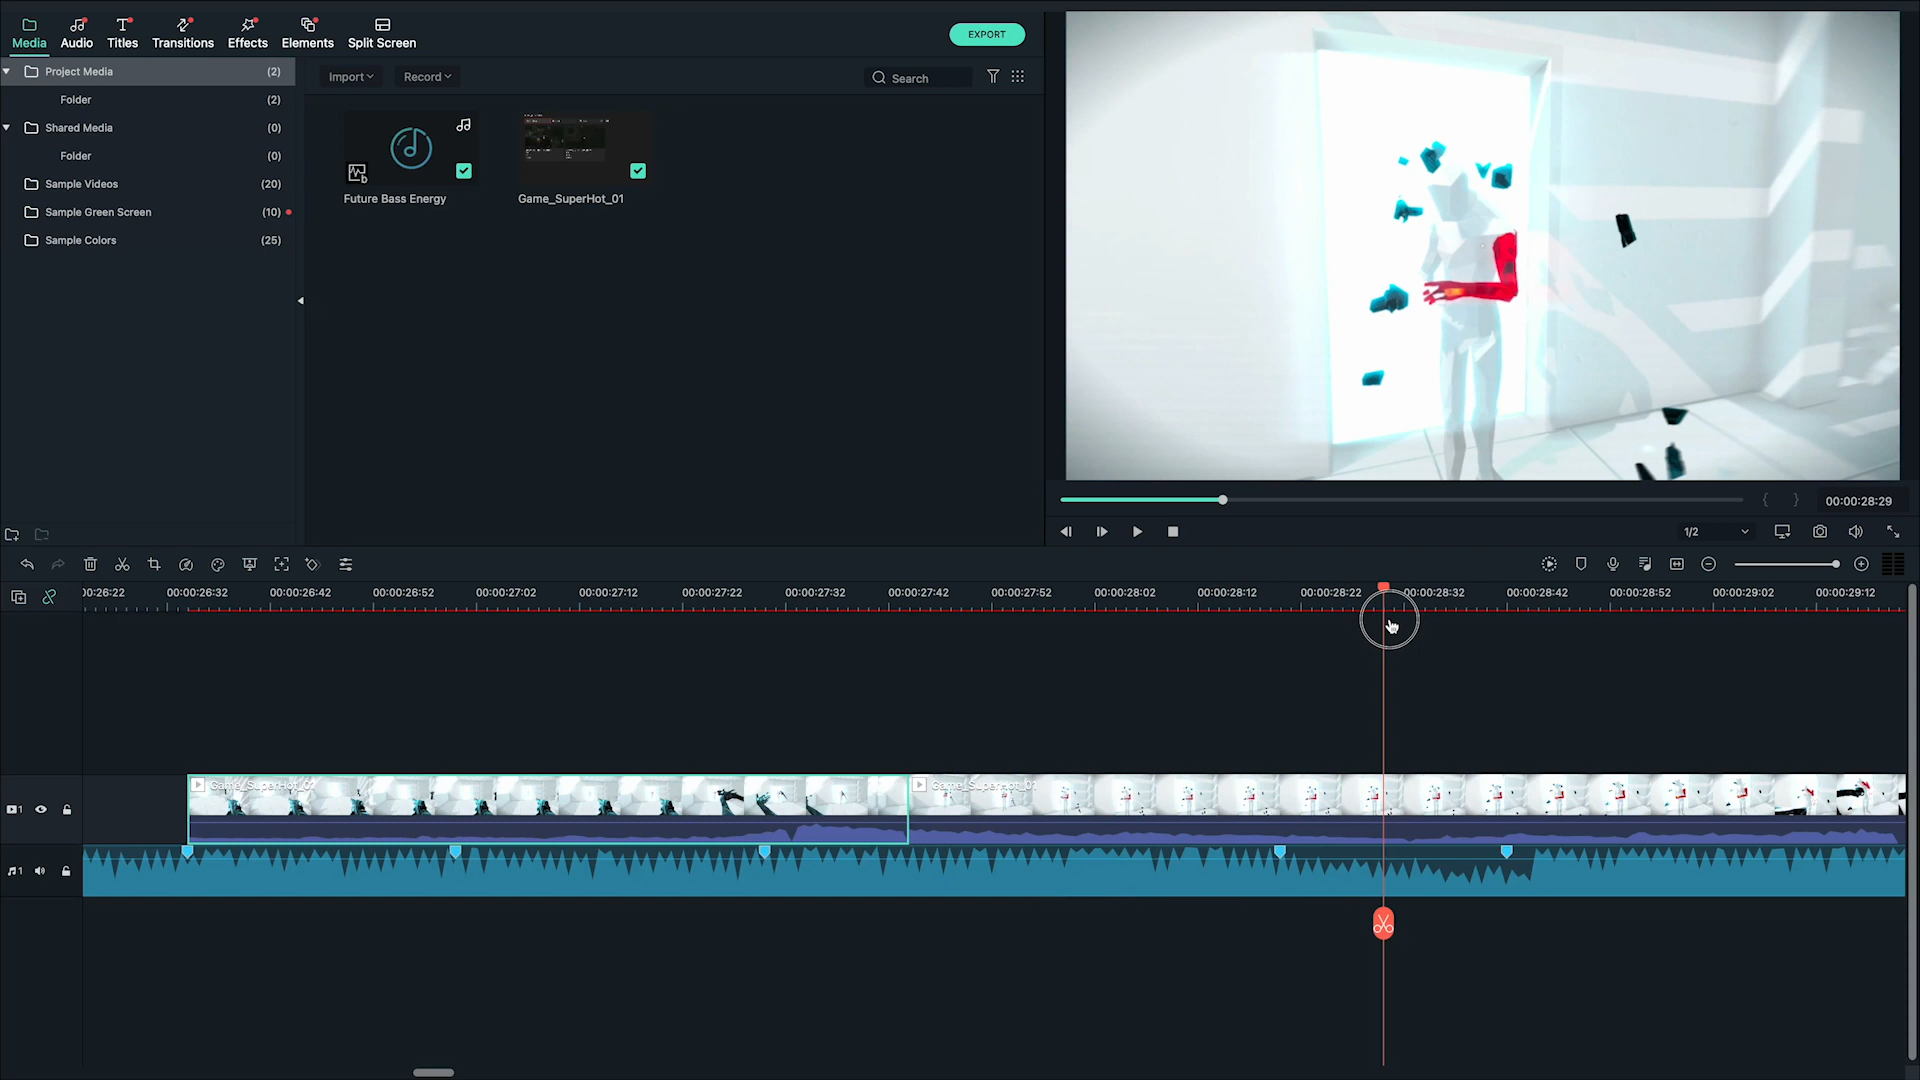 Media Audio Titles Transitions Effects Elements Split Screen
EXPORT
Project Media (2)
Folder (2)
Shared Media (0)
Folder (0)
Sample Videos (20)
Sample Green Screen (10)
Sample Colors (25)
Import Record
Search
Future Bass Energy
Game_SuperHot_01
00:00:28:29
1/2
00:26:22 00:00:26:32 00:00:26:42 00:00:26:52 00:00:27:02 00:00:27:12 00:00:27:22 00:00:27:32 00:00:27:42 00:00:27:52 00:00:28:02 00:00:28:12 00:00:28:22 00:00:28:32 00:00:28:42 00:00:28:52 00:00:29:02 00:00:29:12
Game_SuperHot_01 Game_SuperHot_01
1
1